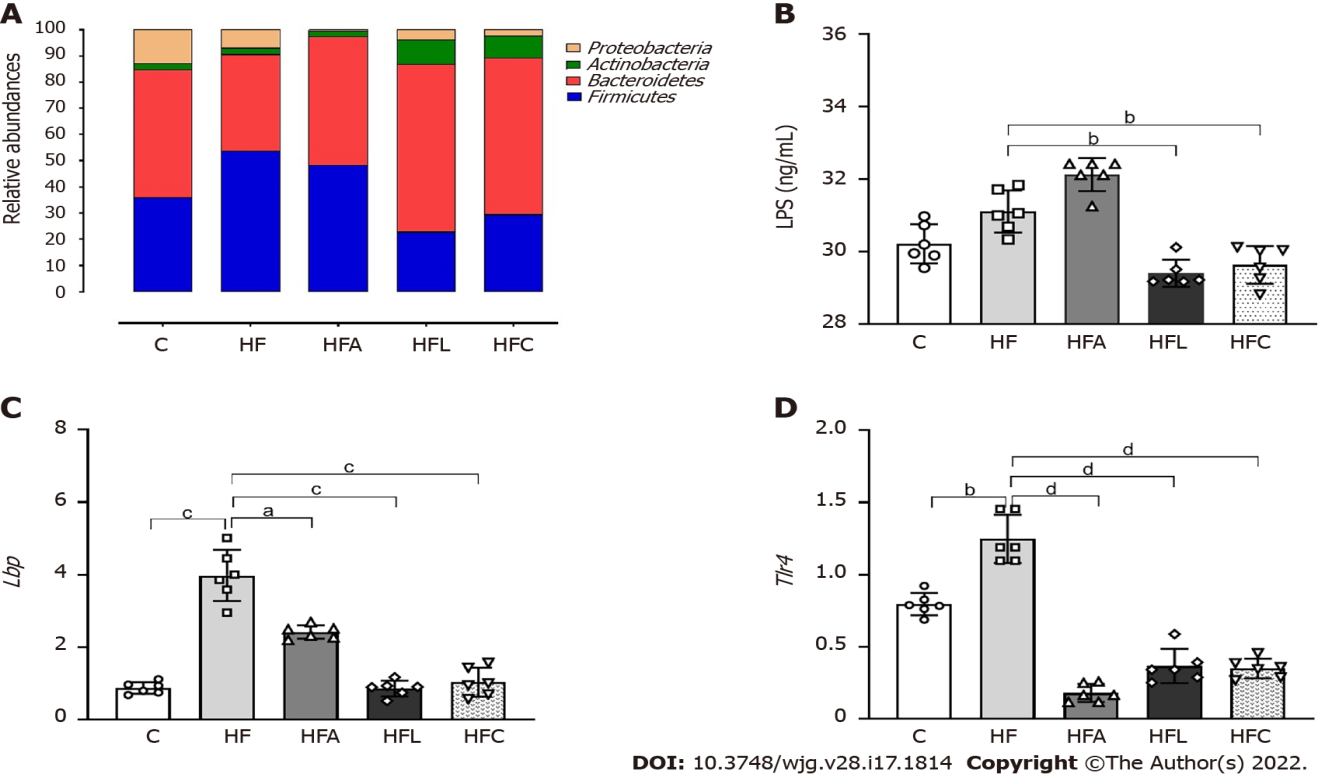 A
Relative abundances
100
90
80
70
60
50
40
30
20
10
0
C HF HFA HFL HFC
Proteobacteria
Actinobacteria
Bacteroidetes
Firmicutes
B
LPS (ng/mL)
36
34
32
30
28
b
b
C HF HFA HFL HFC
C
Lbp
8
6
4
2
0
c
c
c a
C HF HFA HFL HFC
D
Tlr4
2.0
1.5
1.0
0.5
0
d
d
b d
C HF HFA HFL HFC
DOI: 10.3748/wjg.v28.i17.1814 Copyright ©The Author(s) 2022.